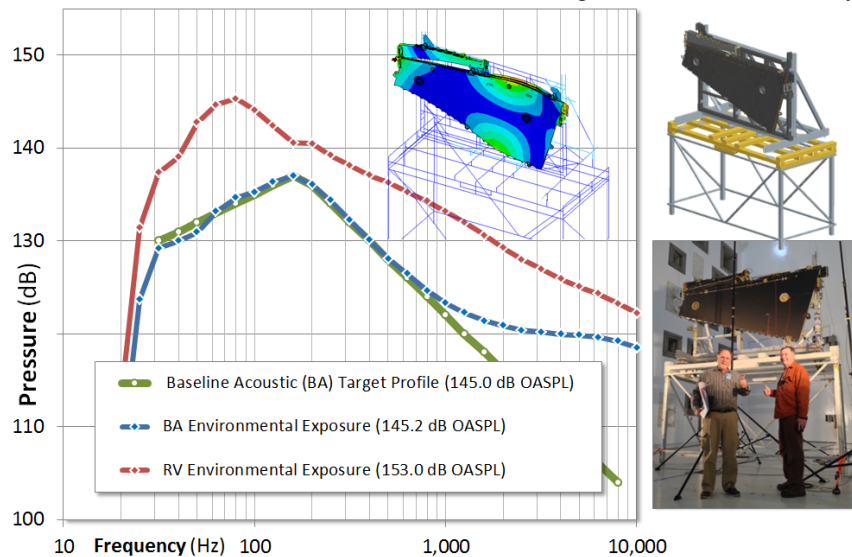 150
140
130
110
100
Pressure (dB)
Baseline Acoustic (BA) Target Profile (145.0 dB OASPL)
BA Environmental Exposure (145.2 dB OASPL)
RV Environmental Exposure (153.0 dB OASPL)
10 Frequency (Hz) 100 1,000 10,000